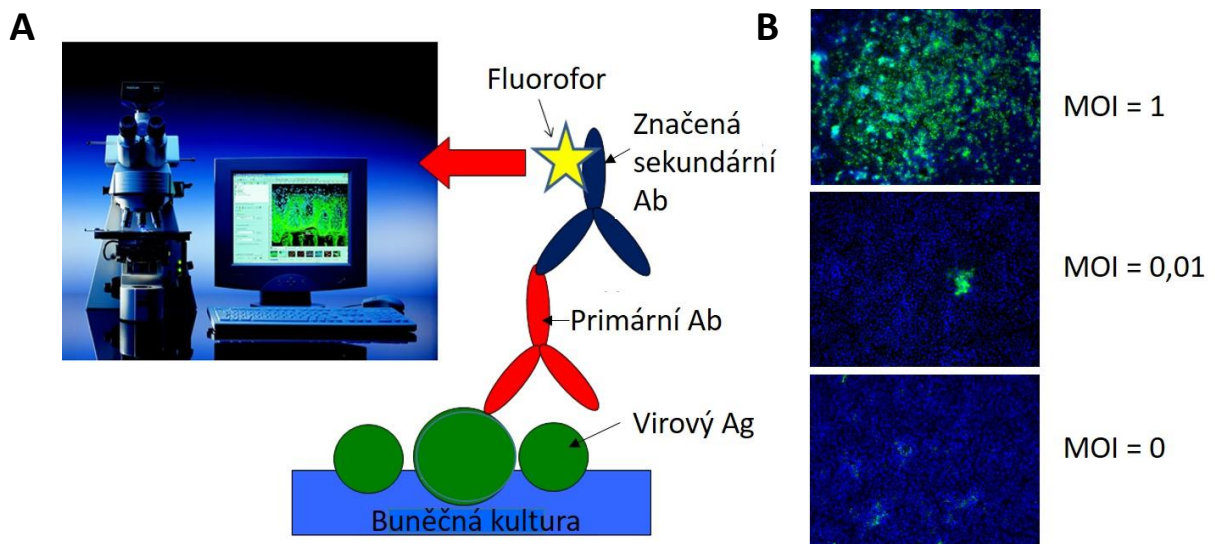 A
Fluorofor
Značená
sekundární
Ab
Primární Ab
Virový Ag
Buněčná kultura
B
MOI = 1
MOI = 0,01
MOI = 0